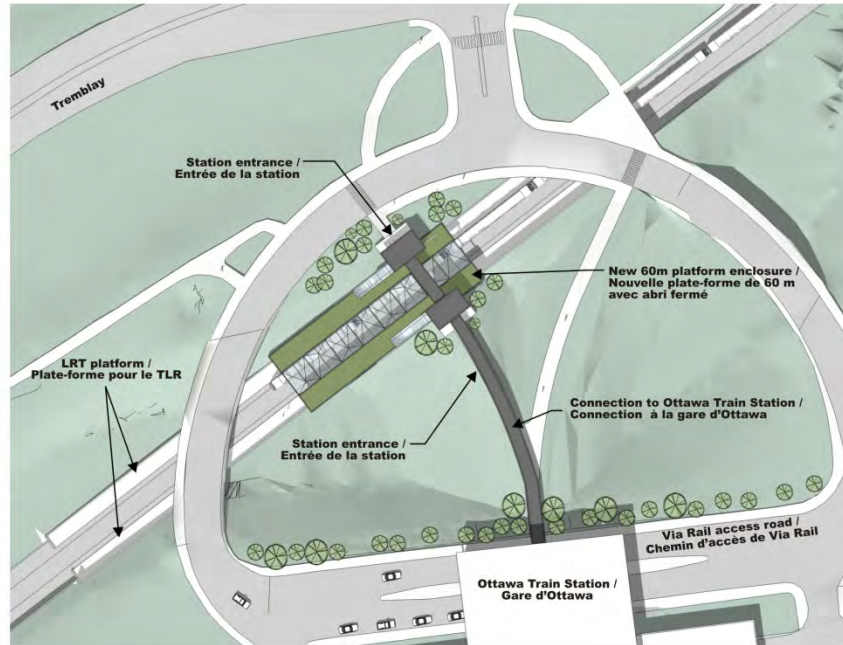 Tremblay
Station entrance /
Entrée de la station
New 60m platform enclosure /
Nouvelle plate-forme de 60 m
avec abri fermé
LRT platform /
Plate-forme pour le TLR
Connection to Ottawa Train Station /
Connection à la gare d'Ottawa
Station entrance /
Entrée de la station
Via Rail access road /
Chemin d'accès de Via Rail
Ottawa Train Station /
Gare d'Ottawa